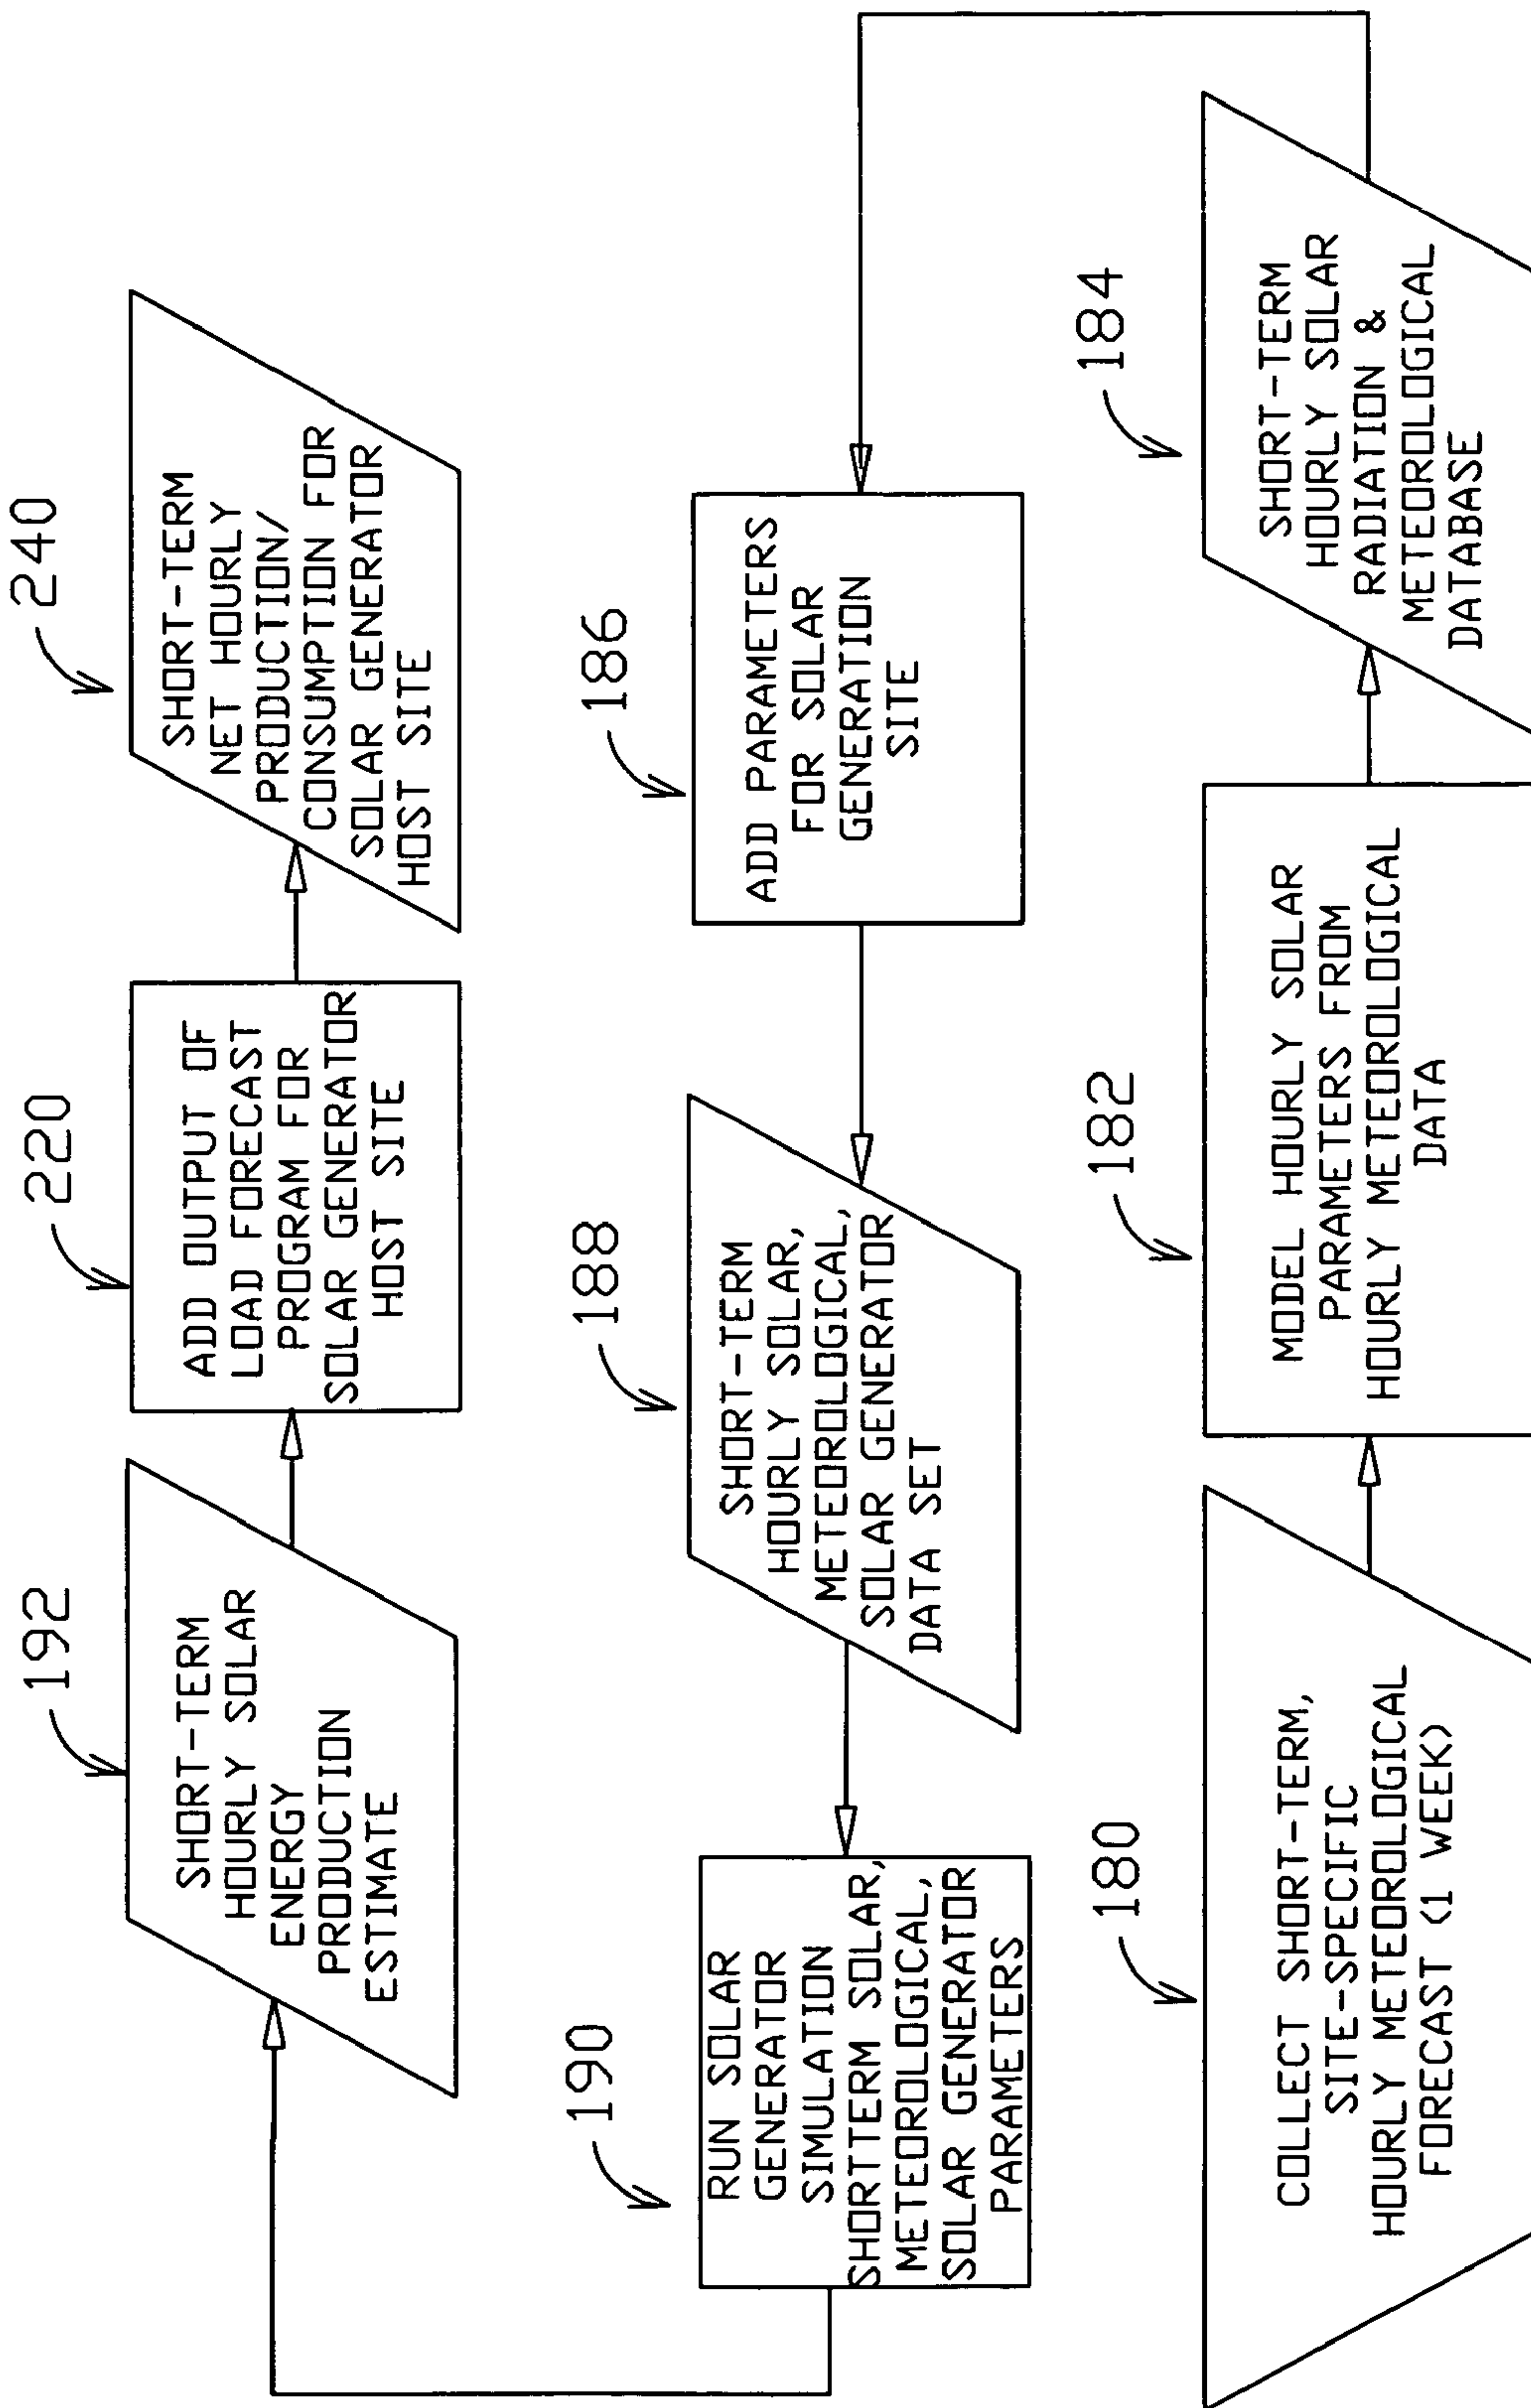 192
SHORT-TERM
HOURLY SOLAR
ENERGY
PRODUCTION
ESTIMATE
220
ADD OUTPUT OF
LOAD FORECAST
PROGRAM FOR
SOLAR GENERATOR
HOST SITE
240
SHORT-TERM
NET HOURLY
PRODUCTION/
CONSUMPTION FOR
SOLAR GENERATOR
HOST SITE
190
RUN SOLAR
GENERATOR
SIMULATION
SHORTTERM SOLAR,
METEOROLOGICAL,
SOLAR GENERATOR
PARAMETERS
188
SHORT-TERM
HOURLY SOLAR,
METEOROLOGICAL,
SOLAR GENERATOR
DATA SET
186
ADD PARAMETERS
FOR SOLAR
GENERATION
SITE
180
COLLECT SHORT-TERM,
SITE-SPECIFIC
HOURLY METEOROLOGICAL
FORECAST (1 WEEK)
182
MODEL HOURLY SOLAR
PARAMETERS FROM
HOURLY METEOROLOGICAL
DATA
184
SHORT-TERM
HOURLY SOLAR
RADIATION &
METEOROLOGICAL
DATABASE